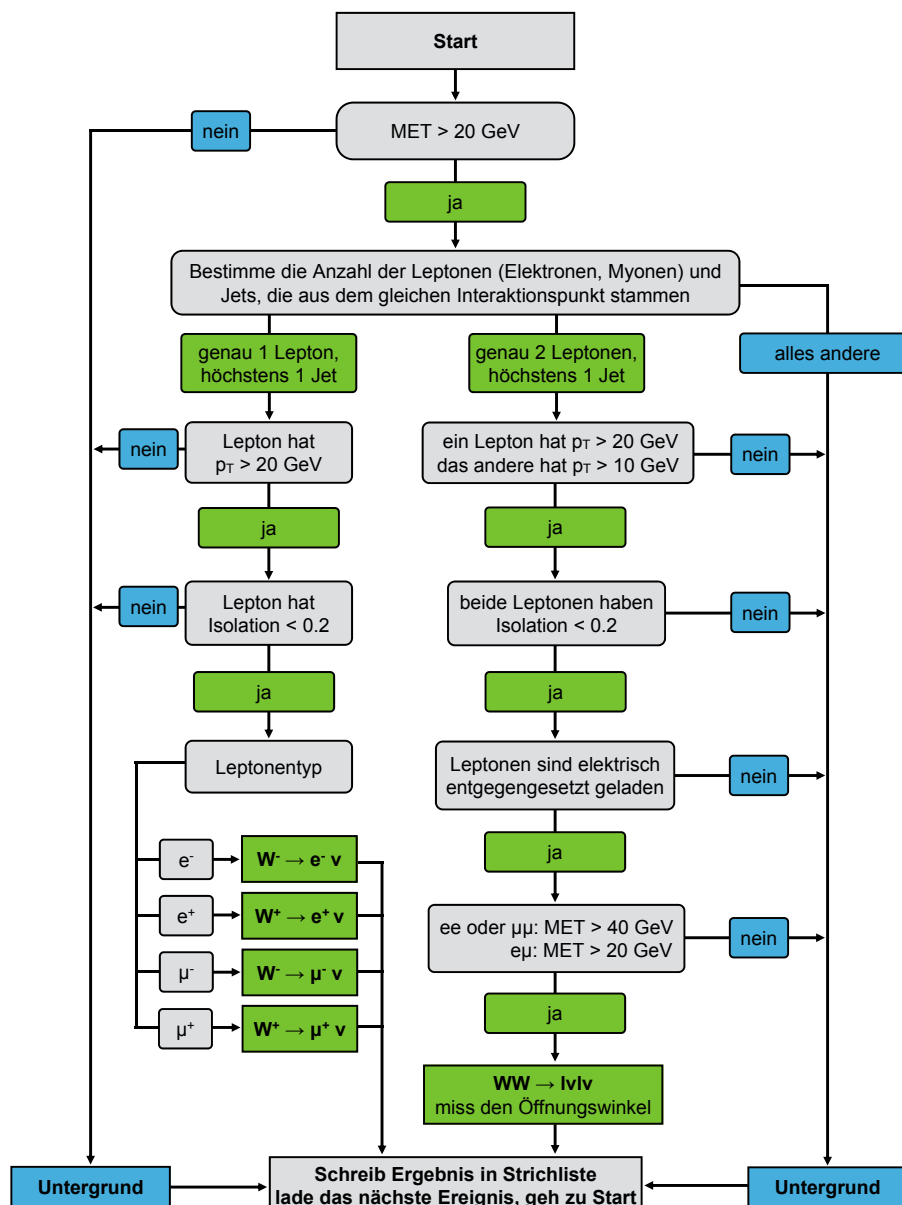 Start
nein
MET > 20 GeV
ja
Bestimme die Anzahl der Leptonen (Elektronen, Myonen) und
Jets, die aus dem gleichen Interaktionspunkt stammen
genau 1 Lepton,
höchstens 1 Jet
genau 2 Leptonen,
höchstens 1 Jet
alles andere
nein
Lepton hat
pT > 20 GeV
ein Lepton hat pT > 20 GeV
das andere hat pT > 10 GeV
nein
ja
ja
nein
Lepton hat
Isolation < 0.2
beide Leptonen haben
Isolation < 0.2
nein
ja
ja
Leptonentyp
Leptonen sind elektrisch
entgegengesetzt geladen
nein
ja
e⁻
W⁻ → e⁻ ν
e⁺
W⁺ → e⁺ ν
μ⁻
W⁻ → μ⁻ ν
μ⁺
W⁺ → μ⁺ ν
ee oder μμ: MET > 40 GeV
eμ: MET > 20 GeV
nein
ja
WW → lνlν
miss den Öffnungswinkel
Untergrund
Schreib Ergebnis in Strichliste
lade das nächste Ereignis, geh zu Start
Untergrund